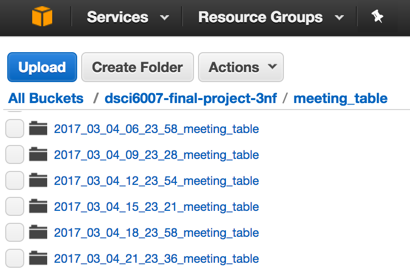 Services Resource Groups
Upload Create Folder Actions
All Buckets / dsci6007-final-project-3nf / meeting_table
2017_03_04_06_23_58_meeting_table
2017_03_04_09_23_28_meeting_table
2017_03_04_12_23_54_meeting_table
2017_03_04_15_23_21_meeting_table
2017_03_04_18_23_58_meeting_table
2017_03_04_21_23_36_meeting_table